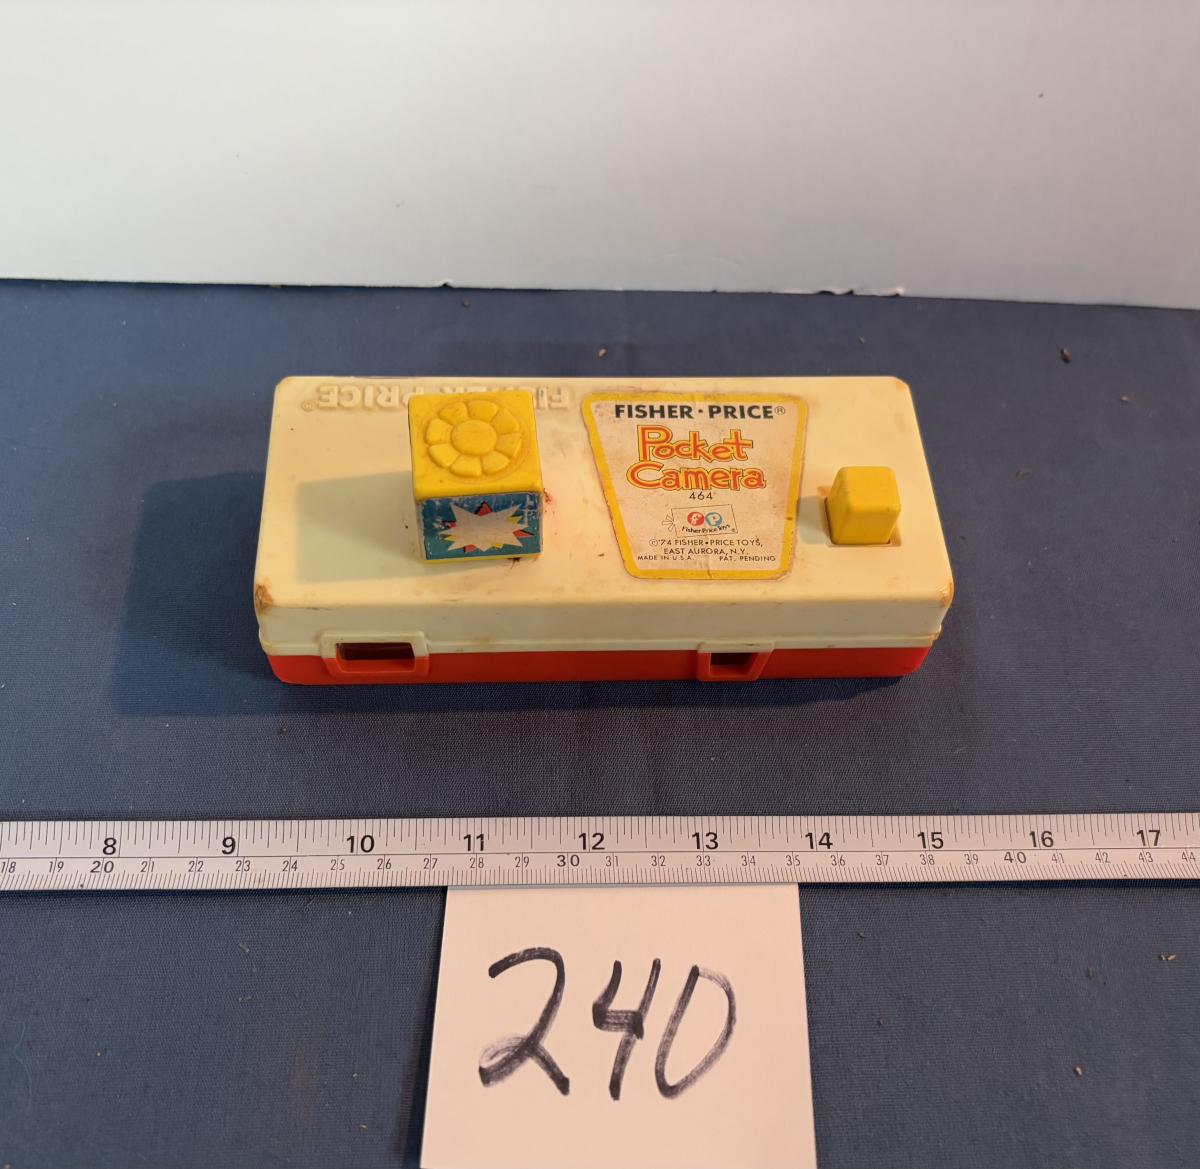 FISHER-PRICE®
FISHER·PRICE®
Pocket
Camera
464
FP
Fisher-Price Toys
©'74 FISHER·PRICE TOYS,
EAST AURORA, N.Y.
MADE IN U.S.A. PAT. PENDING
8 9 10 11 12 13 14 15 16 17
18 19 20 21 22 23 24 25 26 27 28 29 30 31 32 33 34 35 36 37 38 39 40 41 42 43 44
240